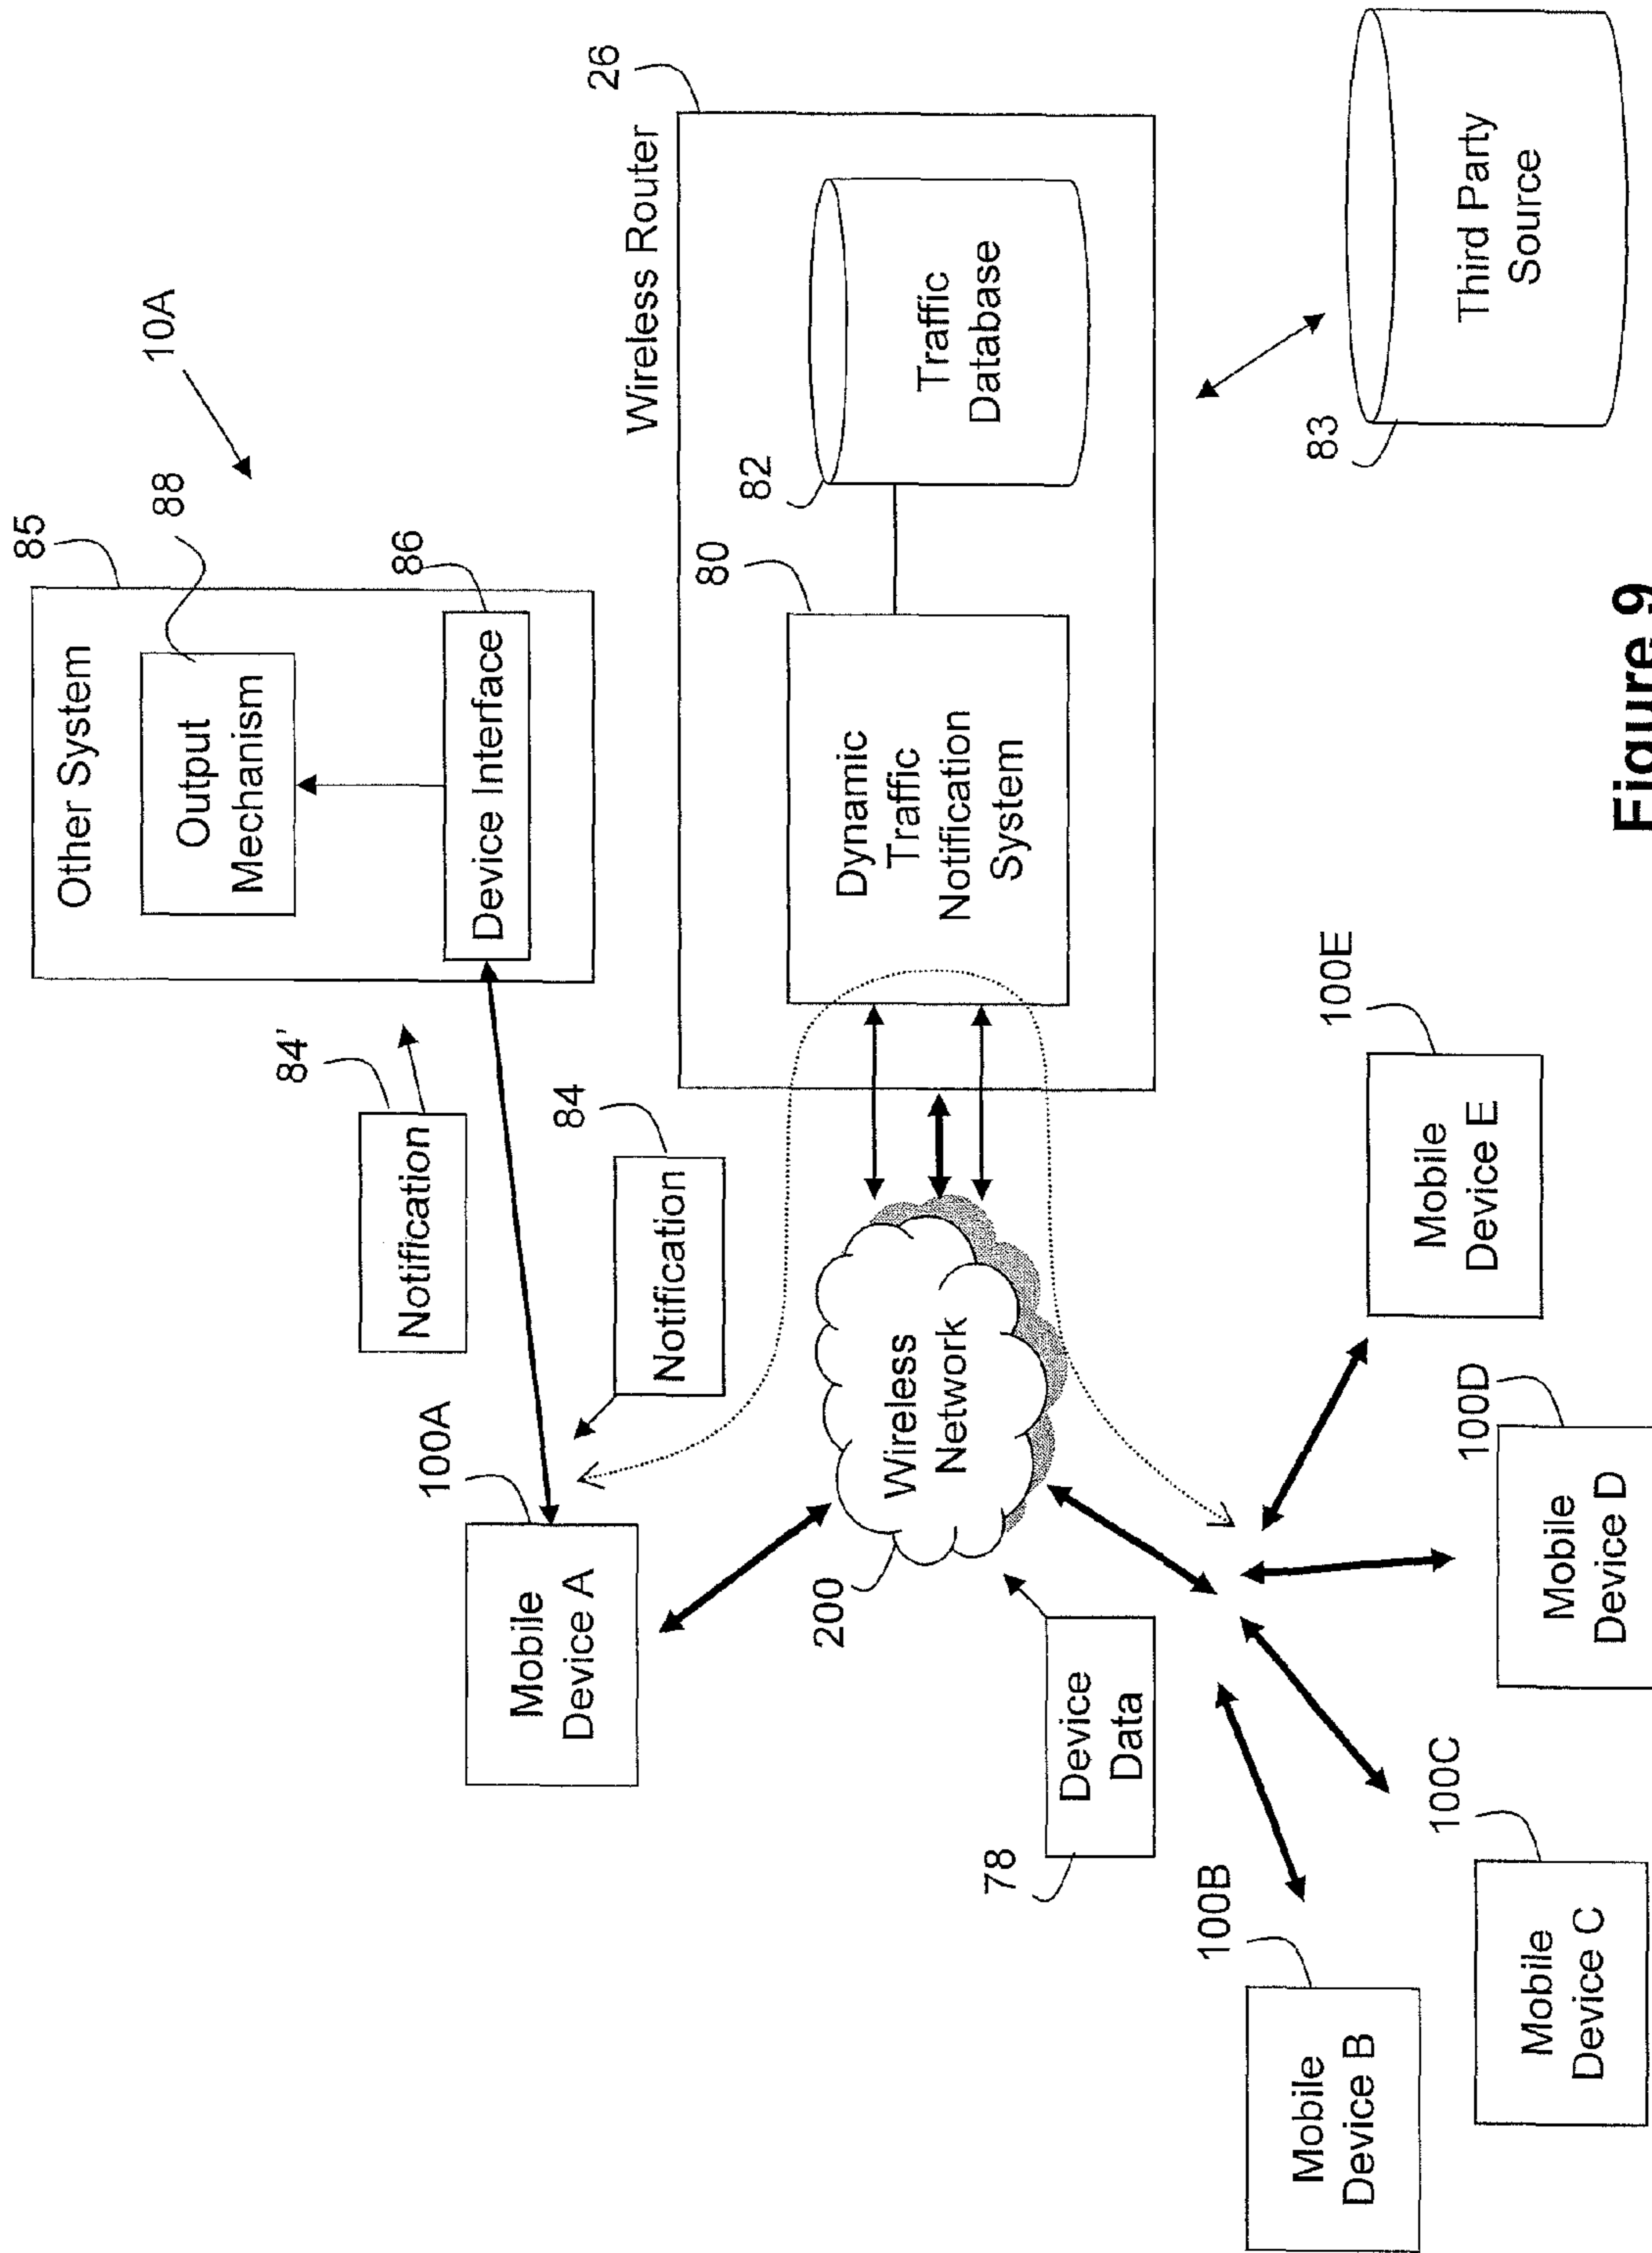 10A
85
Other System
88
Output
Mechanism
86
Device Interface
84'
Notification
84
Notification
100A
Mobile
Device A
Wireless Router
26
80
Dynamic
Traffic
Notification
System
82
Traffic
Database
83
Third Party
Source
200
Wireless
Network
78
Device
Data
100B
Mobile
Device B
100C
Mobile
Device C
100D
Mobile
Device D
100E
Mobile
Device E
Figure 9